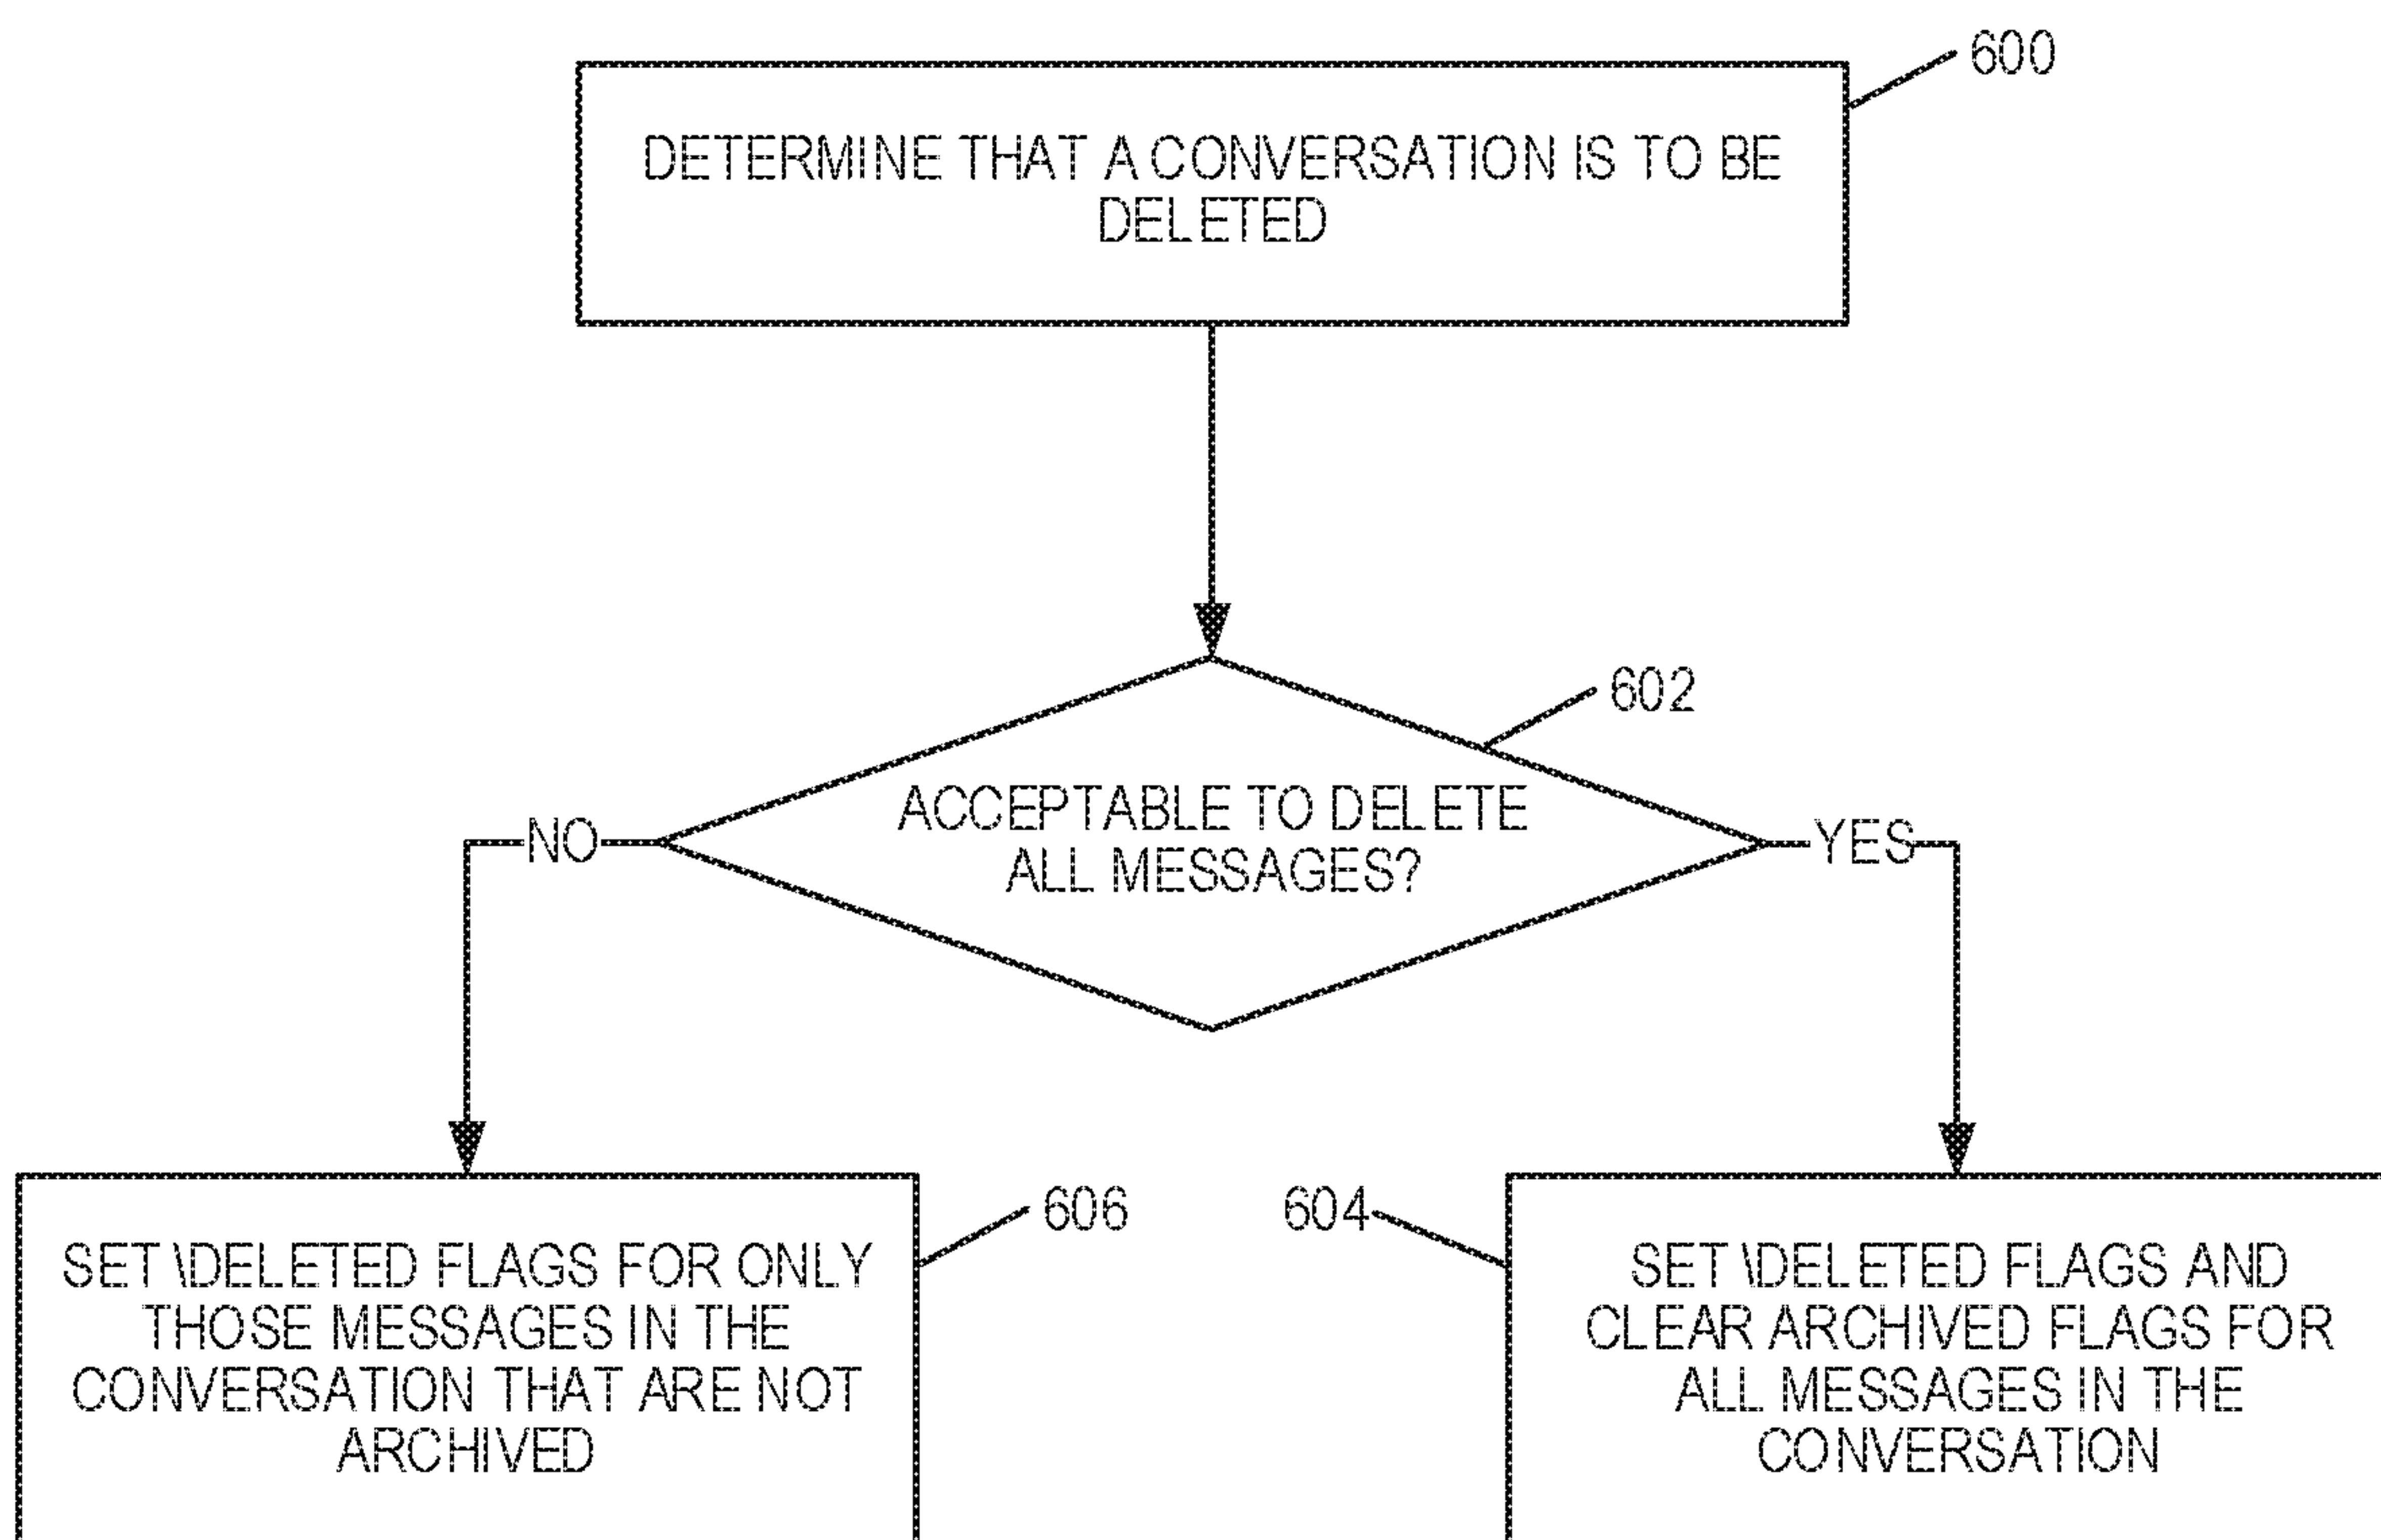 600
DETERMINE THAT A CONVERSATION IS TO BE
DELETED
602
ACCEPTABLE TO DELETE
ALL MESSAGES?
NO
YES
606
SET \DELETED FLAGS FOR ONLY
THOSE MESSAGES IN THE
CONVERSATION THAT ARE NOT
ARCHIVED
604
SET \DELETED FLAGS AND
CLEAR ARCHIVED FLAGS FOR
ALL MESSAGES IN THE
CONVERSATION